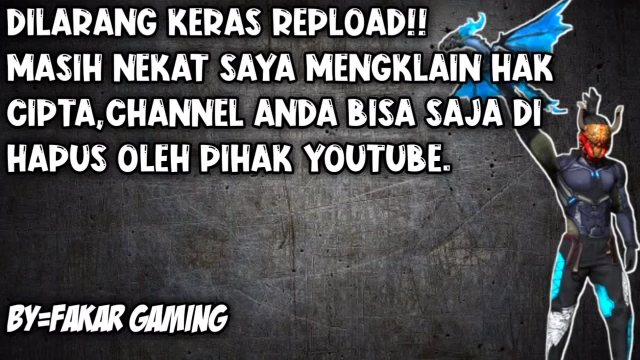 DILARANG KERAS REPLOAD!!
MASIH NEKAT SAYA MENGKLAIN HAK
CIPTA,CHANNEL ANDA BISA SAJA DI
HAPUS OLEH PIHAK YOUTUBE.
BY=FAKAR GAMING